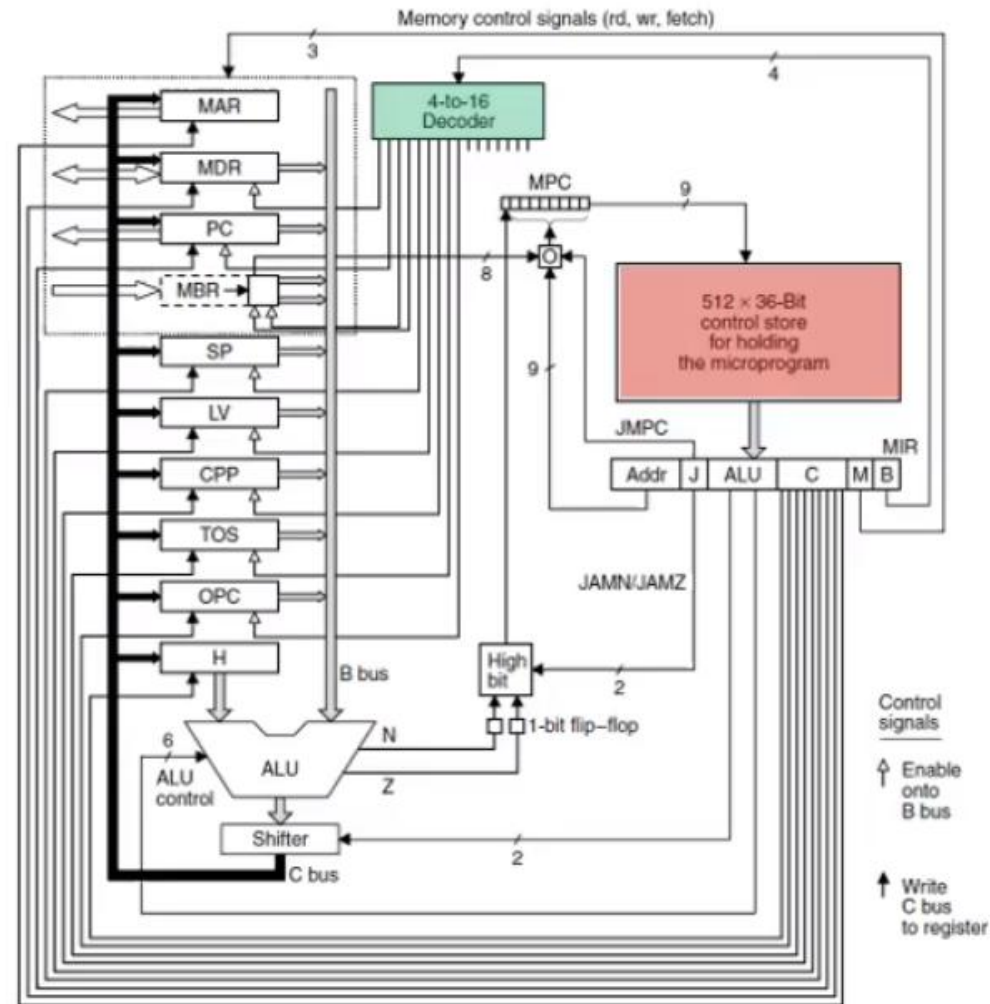 Memory control signals (rd, wr, fetch)
3
4
MAR
4-to-16
Decoder
MDR
MPC
9
PC
O
8
MBR
512 × 36-Bit
control store
for holding
the microprogram
SP
9
LV
JMPC
MIR
Addr J ALU C M B
CPP
TOS
JAMN/JAMZ
OPC
H
High
bit
B bus
2
Control
signals
1-bit flip–flop
N
6
ALU
control
ALU
Z
Enable
onto
B bus
Shifter
2
C bus
Write
C bus
to register